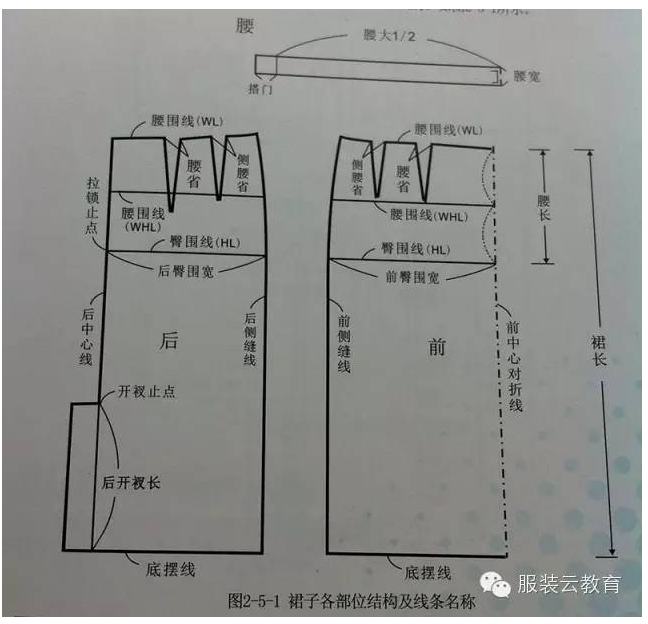 腰
腰大1/2
腰宽
搭门
腰围线(WL)
腰围线(WL)
腰省
侧腰省
侧腰省
腰省
拉锁止点
腰围线
(WHL)
腰围线(WHL)
腰长
臀围线(HL)
臀围线(HL)
后臀围宽
前臀围宽
后中心线
后
后侧缝线
前侧缝线
前
前中心对折线
裙长
开衩止点
后开衩长
底摆线
底摆线
服装云教育
图2-5-1 裙子各部位结构及线条名称